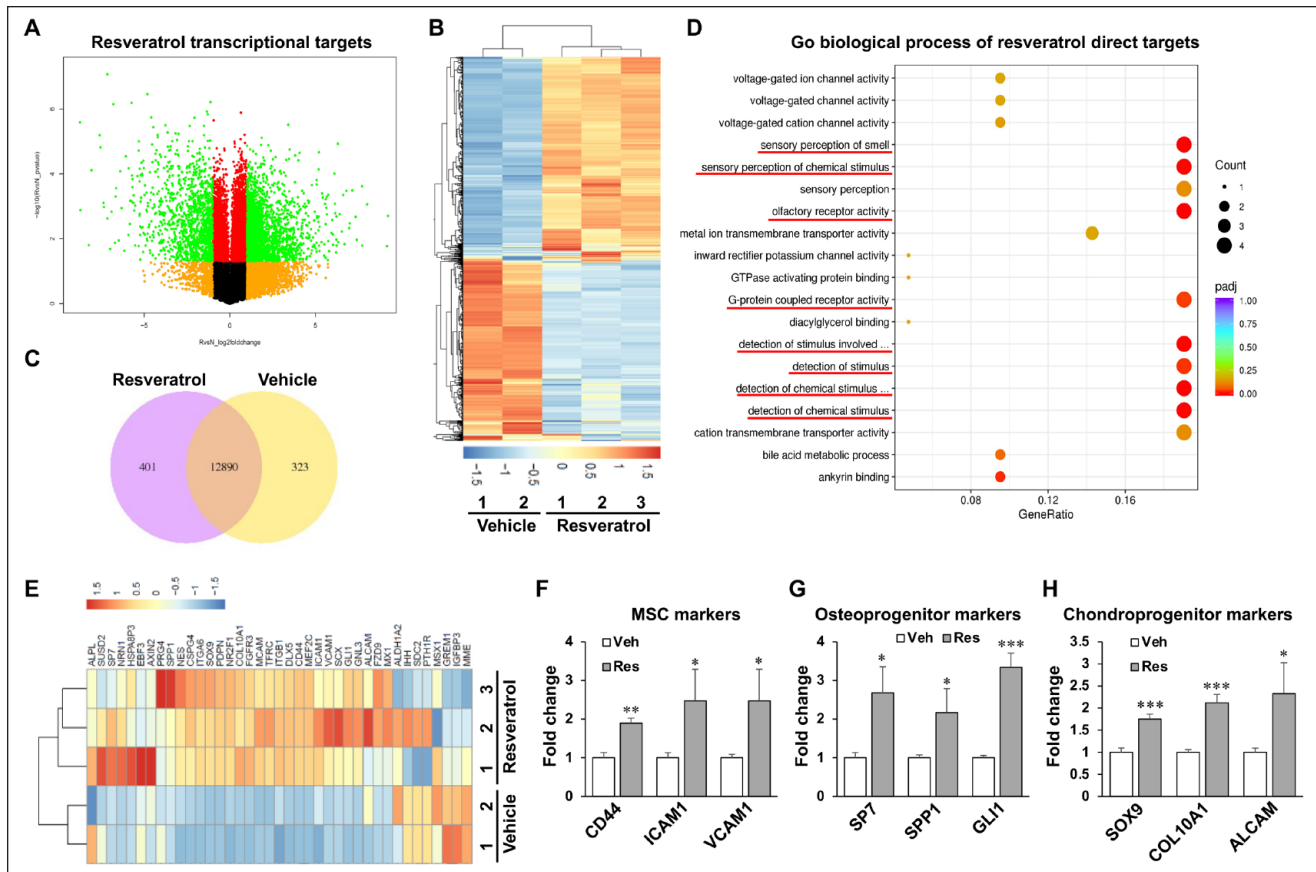 A
Resveratrol transcriptional targets
−log10(RvsN_pvalue)
6
4
2
0
−5
0
5
RvsN_log2foldchange
B
-1.5
-1
-0.5
0
0.5
1
1.5
1 2 1 2 3
Vehicle Resveratrol
C
Resveratrol Vehicle
401 12890 323
D
Go biological process of resveratrol direct targets
voltage-gated ion channel activity
voltage-gated channel activity
voltage-gated cation channel activity
sensory perception of smell
sensory perception of chemical stimulus
sensory perception
olfactory receptor activity
metal ion transmembrane transporter activity
inward rectifier potassium channel activity
GTPase activating protein binding
G-protein coupled receptor activity
diacylglycerol binding
detection of stimulus involved ...
detection of stimulus
detection of chemical stimulus ...
detection of chemical stimulus
cation transmembrane transporter activity
bile acid metabolic process
ankyrin binding
0.08 0.12 0.16
GeneRatio
Count
1
2
3
4
padj
1.00
0.75
0.50
0.25
0.00
E
1.5
1
0.5
0
-0.5
-1
-1.5
ALPL
SUSD2
SP7
NRN1
HSPA8P3
EBF3
AXIN2
PRG4
SPP1
NES
CSPG4
ITGA6
SOX9
PDPN
NR2F1
COL10A1
FGFR3
MCAM
TFRC
ITGB1
DLX5
CD44
MEF2C
ICAM1
VCAM1
SCX
GLI1
GNL3
ALCAM
FZD9
MX1
ALDH1A2
IHH
SDC2
PTH1R
MSX1
GREM1
IGFBP3
MME
3
2
1
Resveratrol
2
1
Vehicle
F
MSC markers
Fold change
4
3
2
1
0
Veh
Res
**
*
*
CD44
ICAM1
VCAM1
G
Osteoprogenitor markers
Fold change
4
3
2
1
0
Veh Res
*
*
***
SP7
SPP1
GLI1
H
Chondroprogenitor markers
Fold change
3.5
3
2.5
2
1.5
1
0.5
0
Veh
Res
***
***
*
SOX9
COL10A1
ALCAM